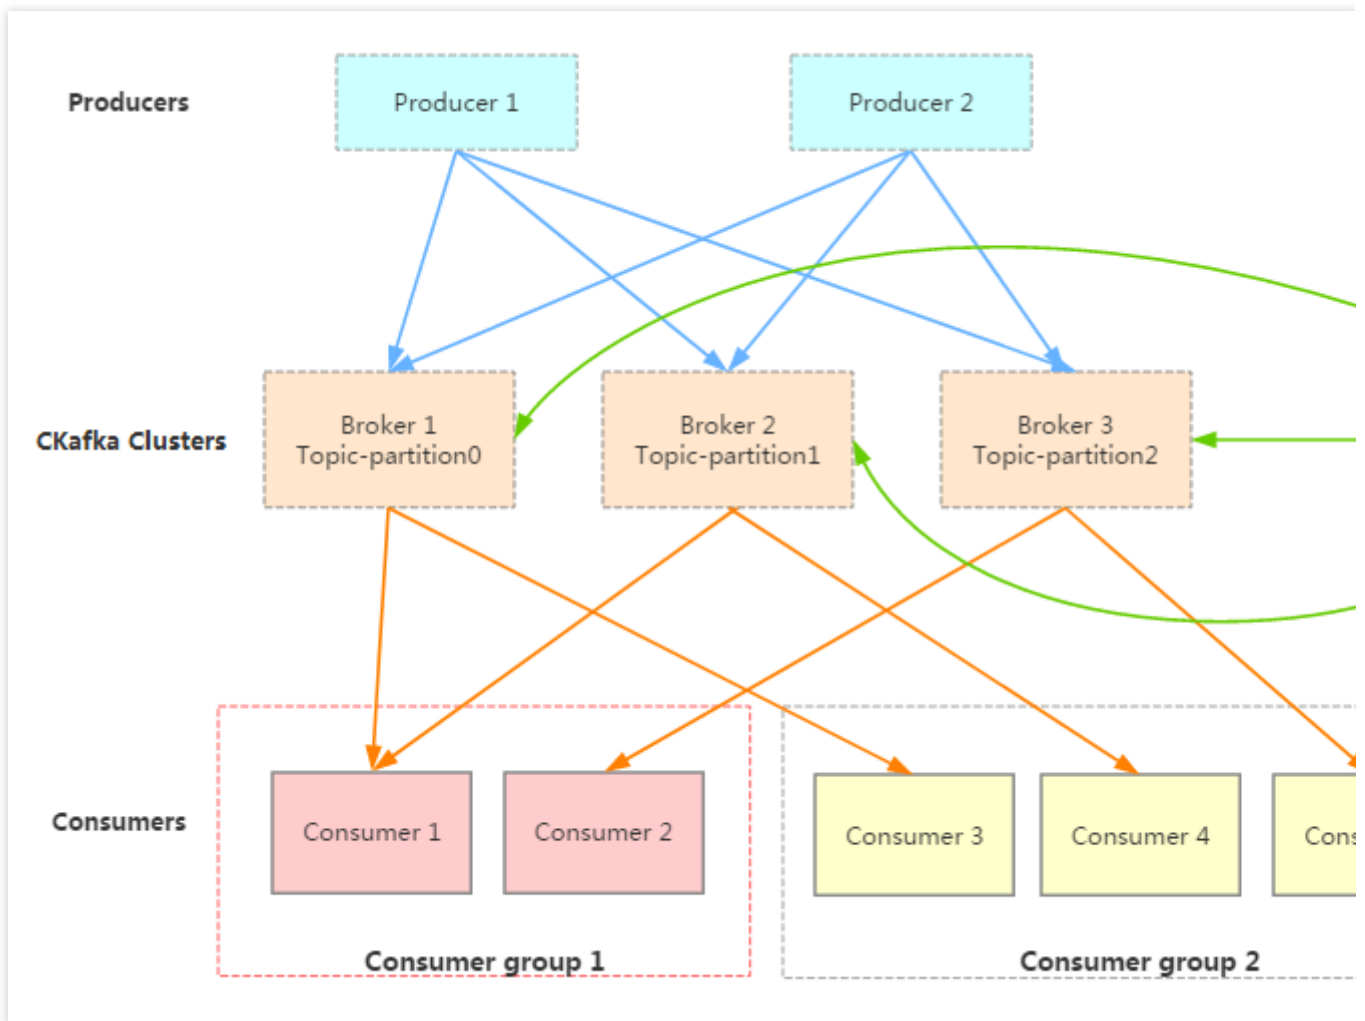 Producers
Producer 1
Producer 2
CKafka Clusters
Broker 1
Topic-partition0
Broker 2
Topic-partition1
Broker 3
Topic-partition2
Consumers
Consumer 1
Consumer 2
Consumer 3
Consumer 4
Consumer group 1
Consumer group 2